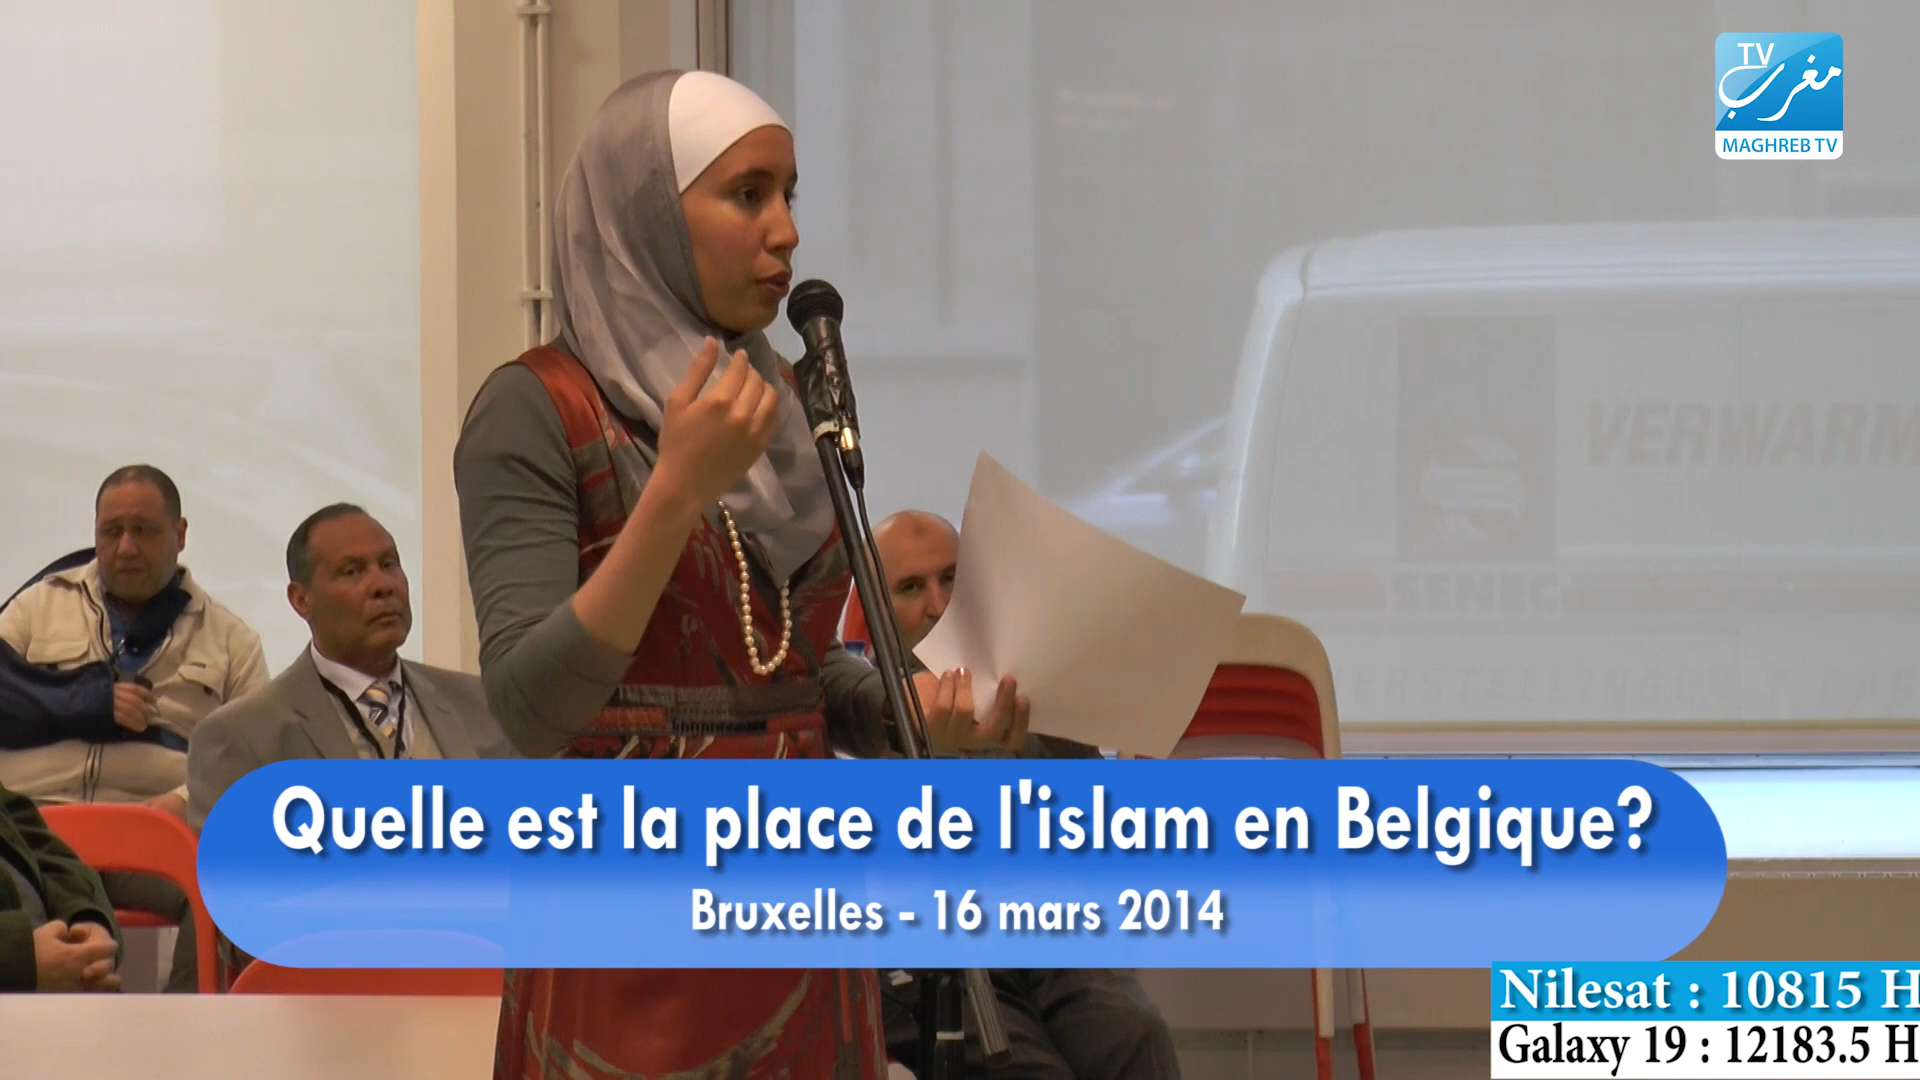 TV
مغرب
MAGHREB TV
VERWARM
SENEC
Quelle est la place de l'islam en Belgique?
Bruxelles - 16 mars 2014
Nilesat : 10815 H
Galaxy 19 : 12183.5 H